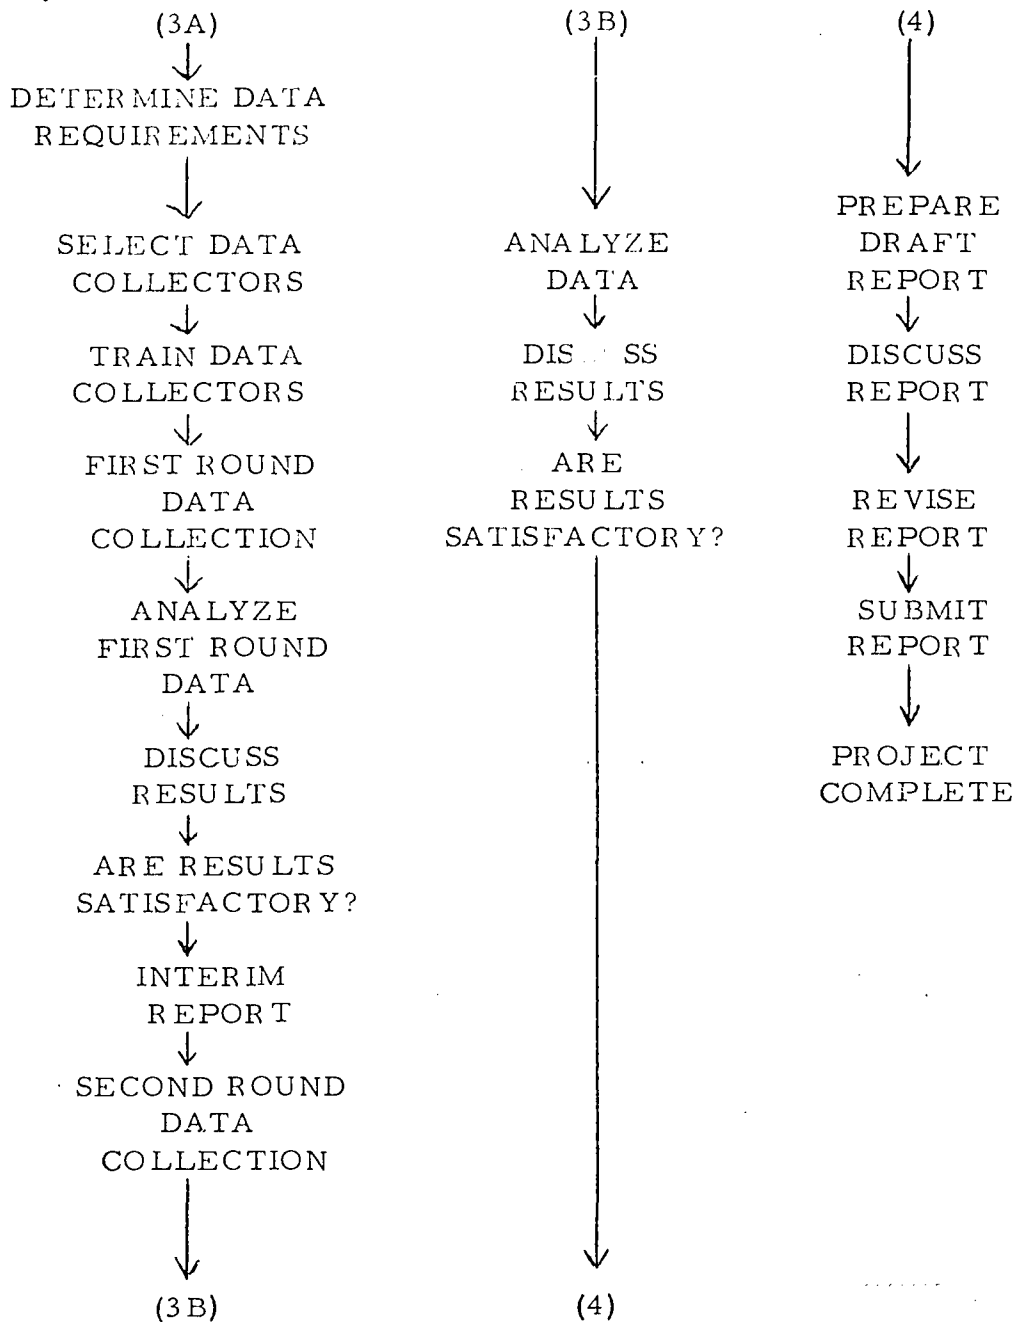 (3A)
DETERMINE DATA
REQUIREMENTS
SELECT DATA
COLLECTORS
TRAIN DATA
COLLECTORS
FIRST ROUND
DATA
COLLECTION
ANALYZE
FIRST ROUND
DATA
DISCUSS
RESULTS
ARE RESULTS
SATISFACTORY?
INTERIM
REPORT
SECOND ROUND
DATA
COLLECTION
(3B)
(3B)
ANALYZE
DATA
RESULTS
ARE
RESULTS
SATISFACTORY?
(4)
(4)
PREPARE
DRAFT
REPORT
DISCUSS
REPORT
REVISE
REPORT
SUBMIT
REPORT
PROJECT
COMPLETE